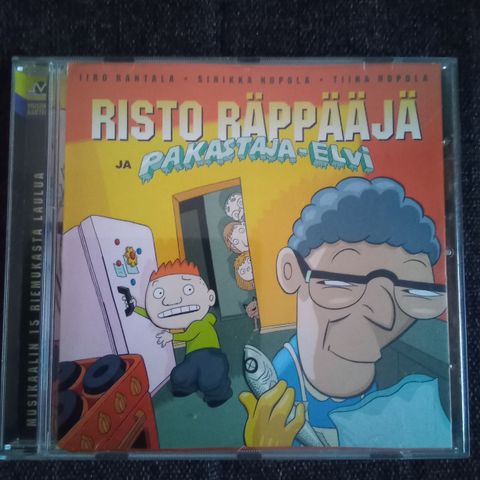 IIRO RANTALA • SINIKKA NOPOLA • TIINA NOPOLA
RISTO RÄPPÄÄJÄ
JA PAKASTAJA-ELVI
MUSIKAALIN 15 RIEMUKASTA LAULUA